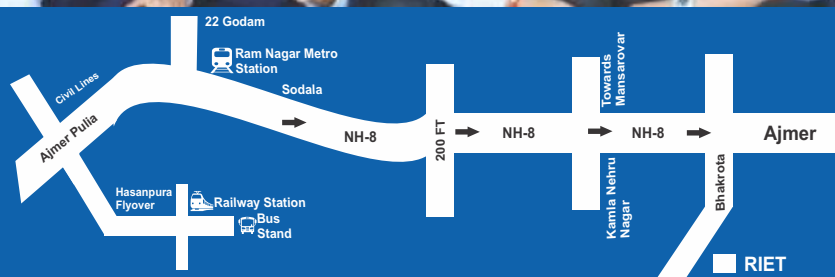 22 Godam
Ram Nagar Metro
Station
Civil Lines
Sodala
Ajmer Pulia
NH-8
200 FT
NH-8
Towards
Mansarovar
NH-8
Ajmer
Hasanpura
Flyover
Railway Station
Bus
Stand
Kamla Nehru
Nagar
Bhakrota
RIET